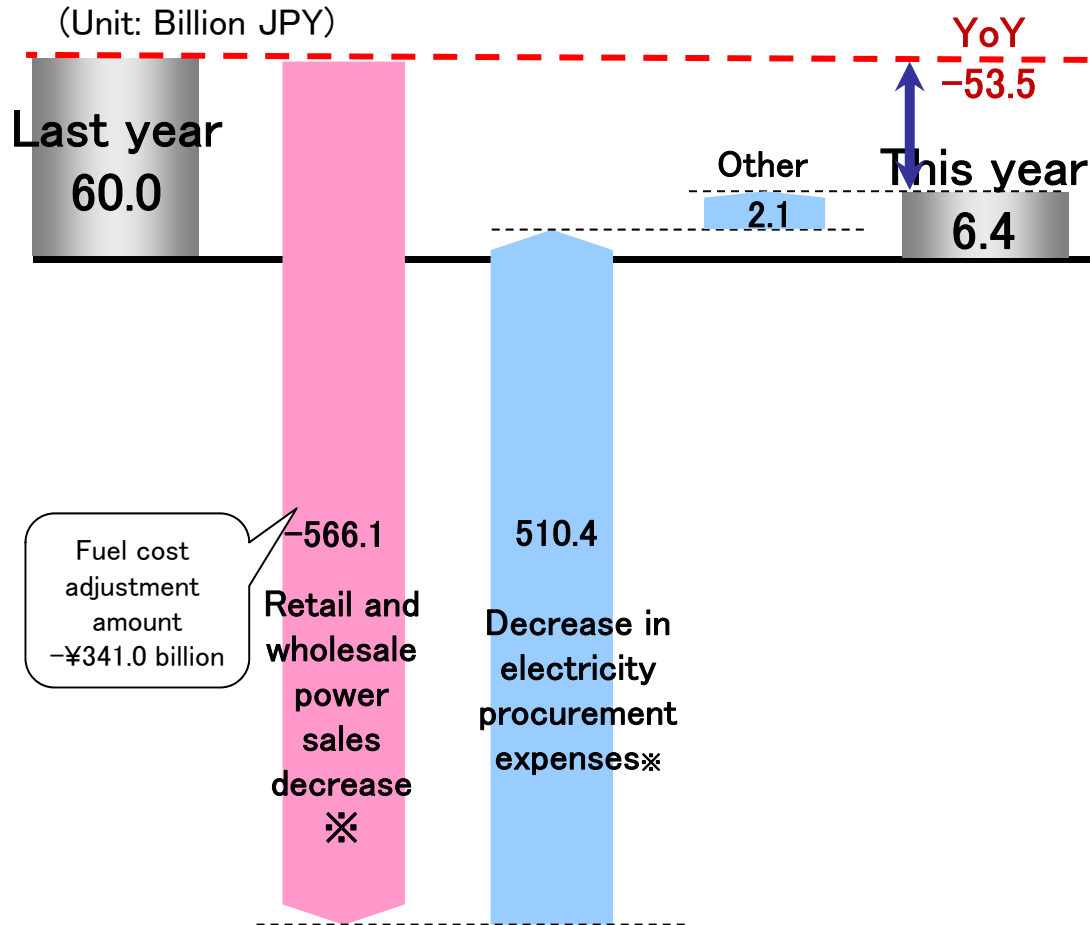 (Unit: Billion JPY)
YoY
-53.5
Last year
60.0
Other
2.1
This year
6.4
Fuel cost
adjustment
amount
-¥341.0 billion
-566.1
Retail and
wholesale
power
sales
decrease
※
510.4
Decrease in
electricity
procurement
expenses※